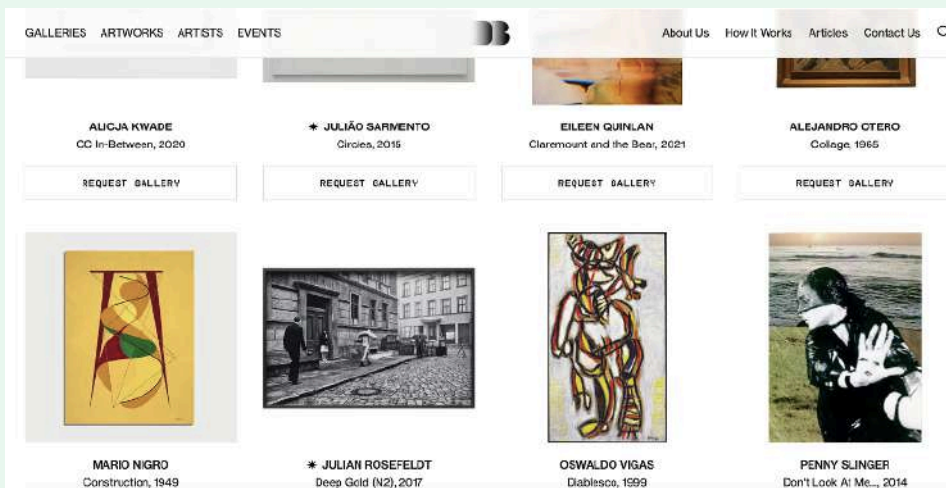 GALLERIES ARTWORKS ARTISTS EVENTS
About Us How It Works Articles Contact Us
ALICJA KWADE
CC In-Between, 2020
REQUEST GALLERY
✷ JULIÃO SARMENTO
Circles, 2015
REQUEST GALLERY
EILEEN QUINLAN
Claremount and the Bear, 2021
REQUEST GALLERY
ALEJANDRO OTERO
Collage, 1965
REQUEST GALLERY
MARIO NIGRO
Construction, 1949
✷ JULIAN ROSEFELDT
Deep Gold (N2), 2017
OSWALDO VIGAS
Diablesco, 1999
PENNY SLINGER
Don't Look At Me..., 2014